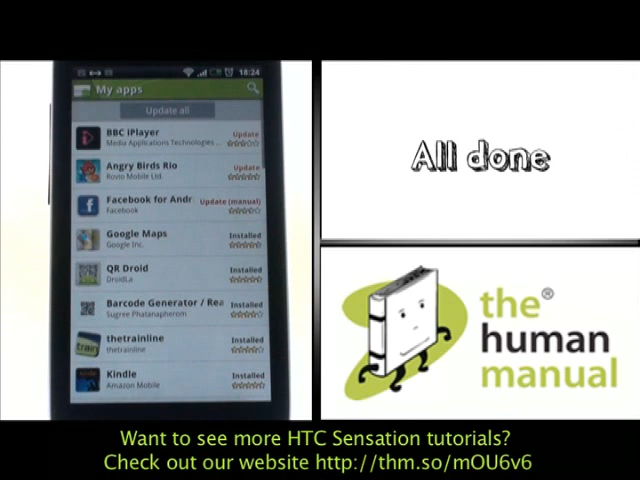 18:24
My apps
Update all
BBC iPlayer
Media Applications Technologies ...
Update
Angry Birds Rio
Rovio Mobile Ltd.
Update
Facebook for Andr
Facebook
Update (manual)
Google Maps
Google Inc.
Installed
QR Droid
DroidLa
Installed
Barcode Generator / Rea
Sugree Phatanapherom
Installed
thetrainline
thetrainline
Installed
Kindle
Amazon Mobile
Installed
All done
the®
human
manual
Want to see more HTC Sensation tutorials?
Check out our website http://thm.so/mOU6v6